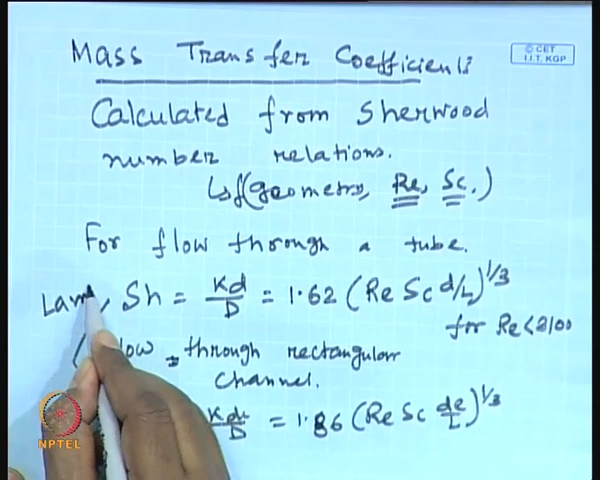 Mass Transfer Coefficients
© CET
I.I.T. KGP
Calculated from Sherwood
number relations.
↳ f(geometry, Re, Sc.)
For flow through a tube.
Lam, Sh = Kd/D = 1.62 (Re Sc d/L)^1/3
for Re<2100
through rectangular
channel.
Kde/D = 1.86 (Re Sc de/L)^1/3
NPTEL